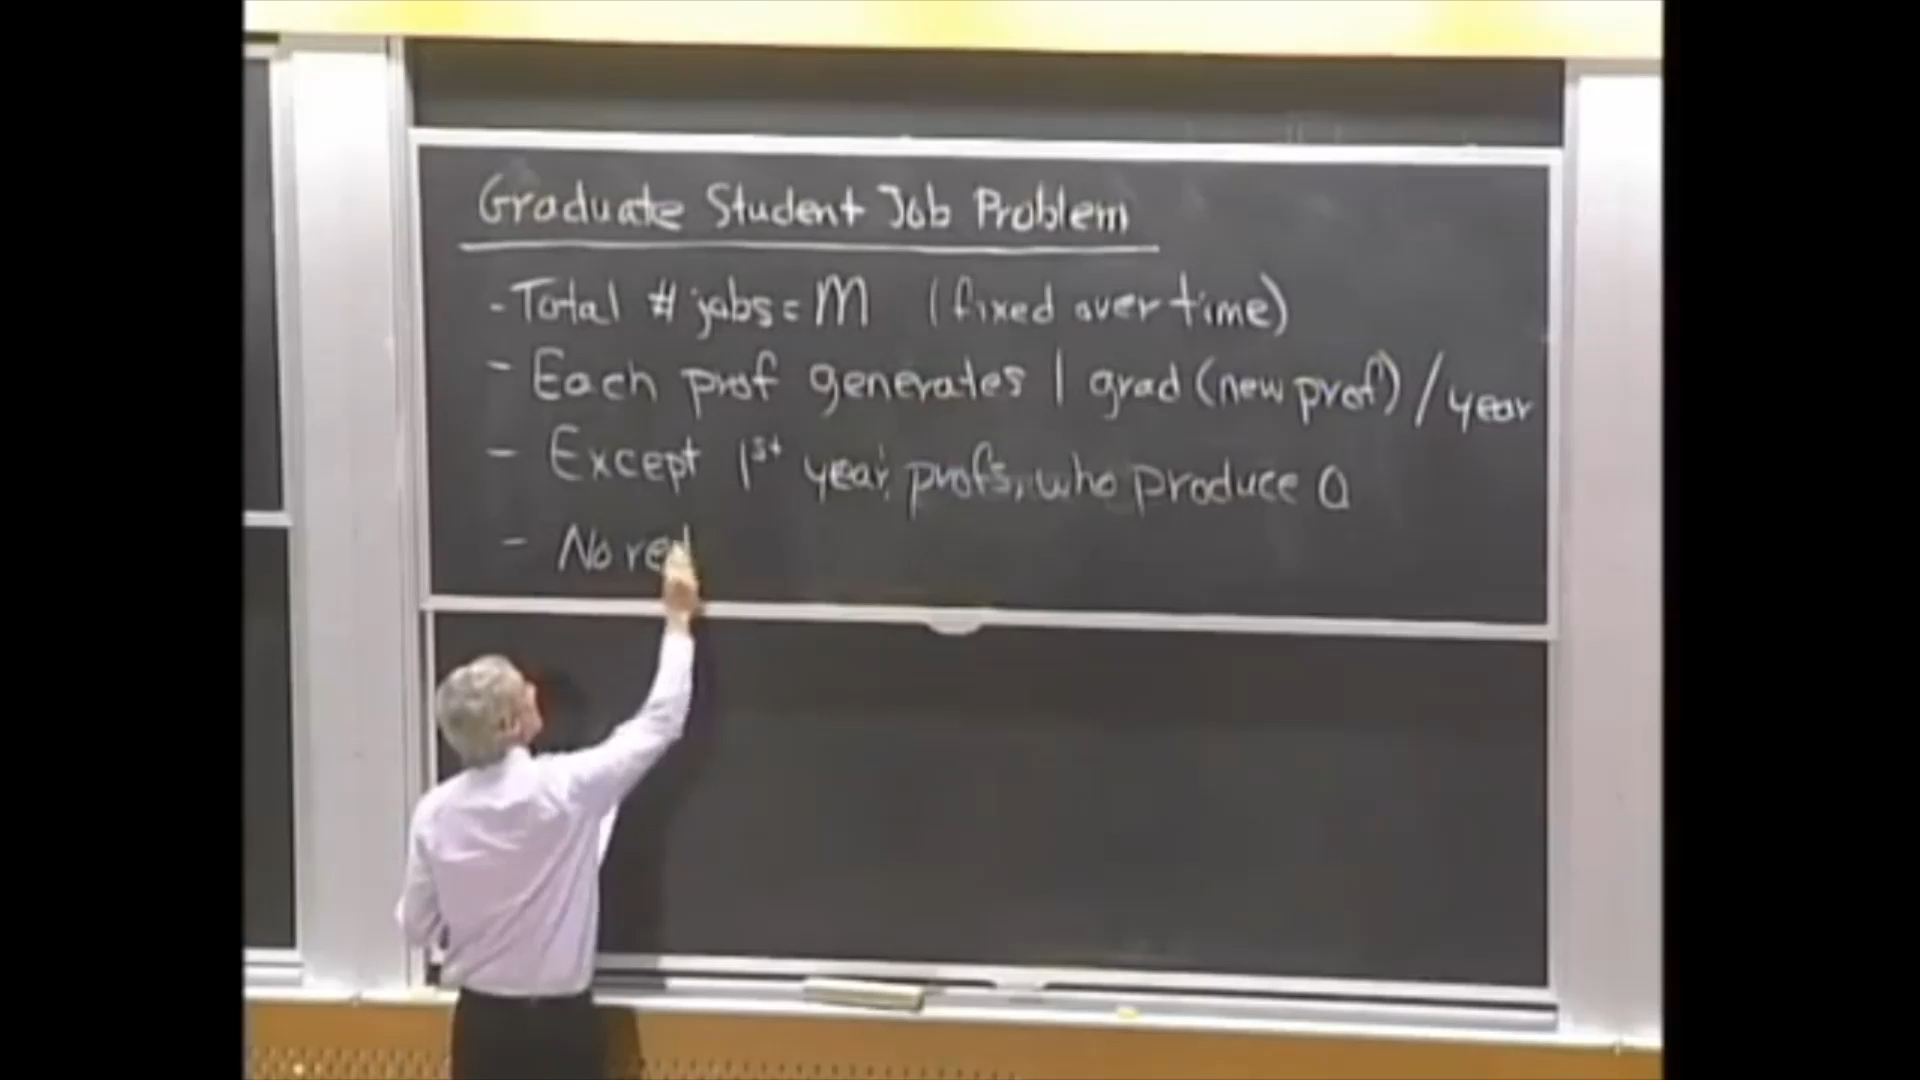 Graduate Student Job Problem
- Total # jobs = M (fixed over time)
- Each prof generates 1 grad (new prof) / year
- Except 1st year profs, who produce 0
- No ret